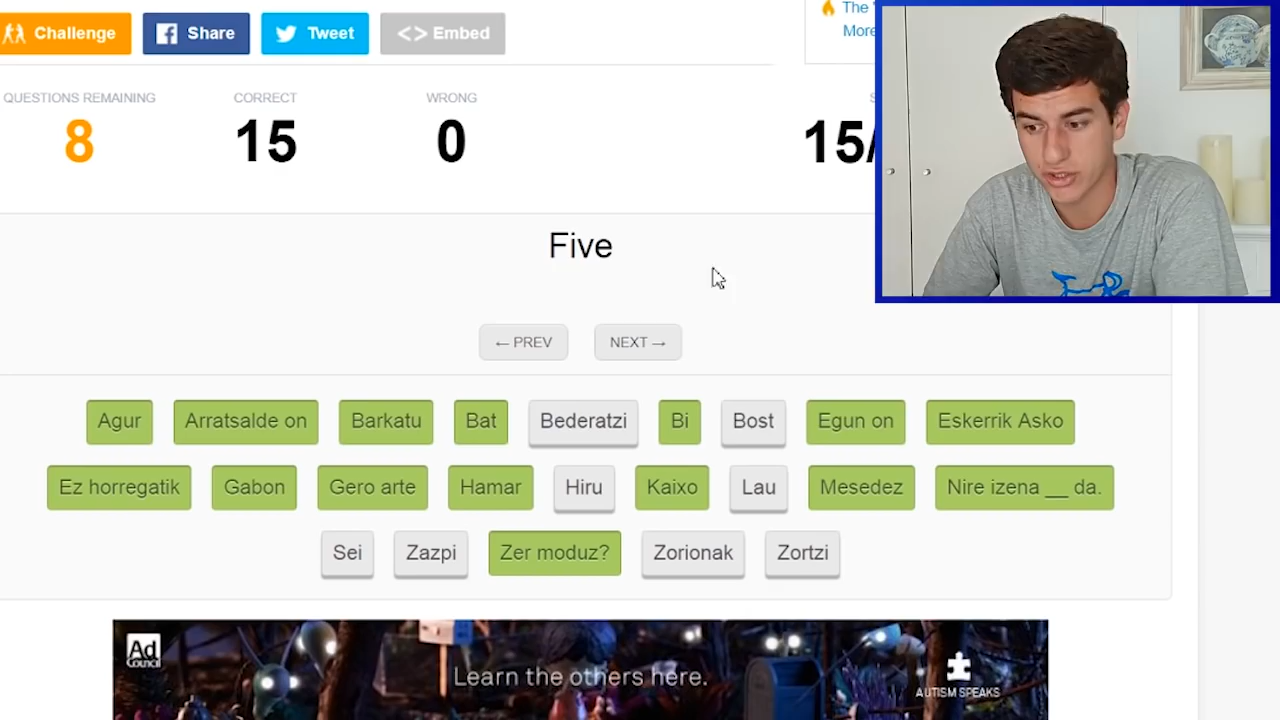 Challenge Share Tweet <> Embed
The
More
QUESTIONS REMAINING CORRECT WRONG
8 15 0 15/
Five
← PREV NEXT →
Agur Arratsalde on Barkatu Bat Bederatzi Bi Bost Egun on Eskerrik Asko
Ez horregatik Gabon Gero arte Hamar Hiru Kaixo Lau Mesedez Nire izena __ da.
Sei Zazpi Zer moduz? Zorionak Zortzi
Ad
Council
Learn the others here.
AUTISM SPEAKS